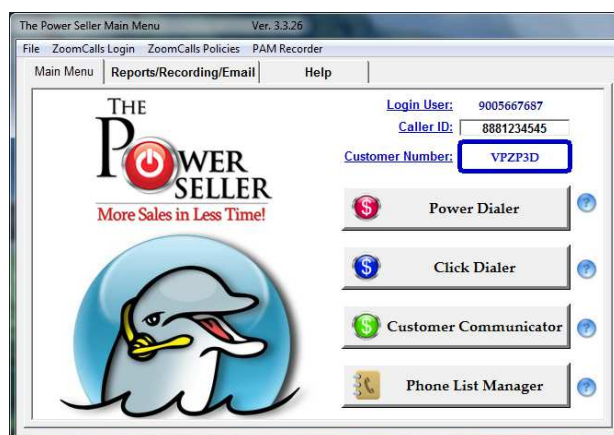 The Power Seller Main Menu Ver. 3.3.26
File ZoomCalls Login ZoomCalls Policies PAM Recorder
Main Menu Reports/Recording/Email Help
THE
POWER
SELLER
More Sales in Less Time!
Login User: 9005667687
Caller ID: 8881234545
Customer Number: VPZP3D
$ Power Dialer ?
$ Click Dialer ?
$ Customer Communicator ?
Phone List Manager ?